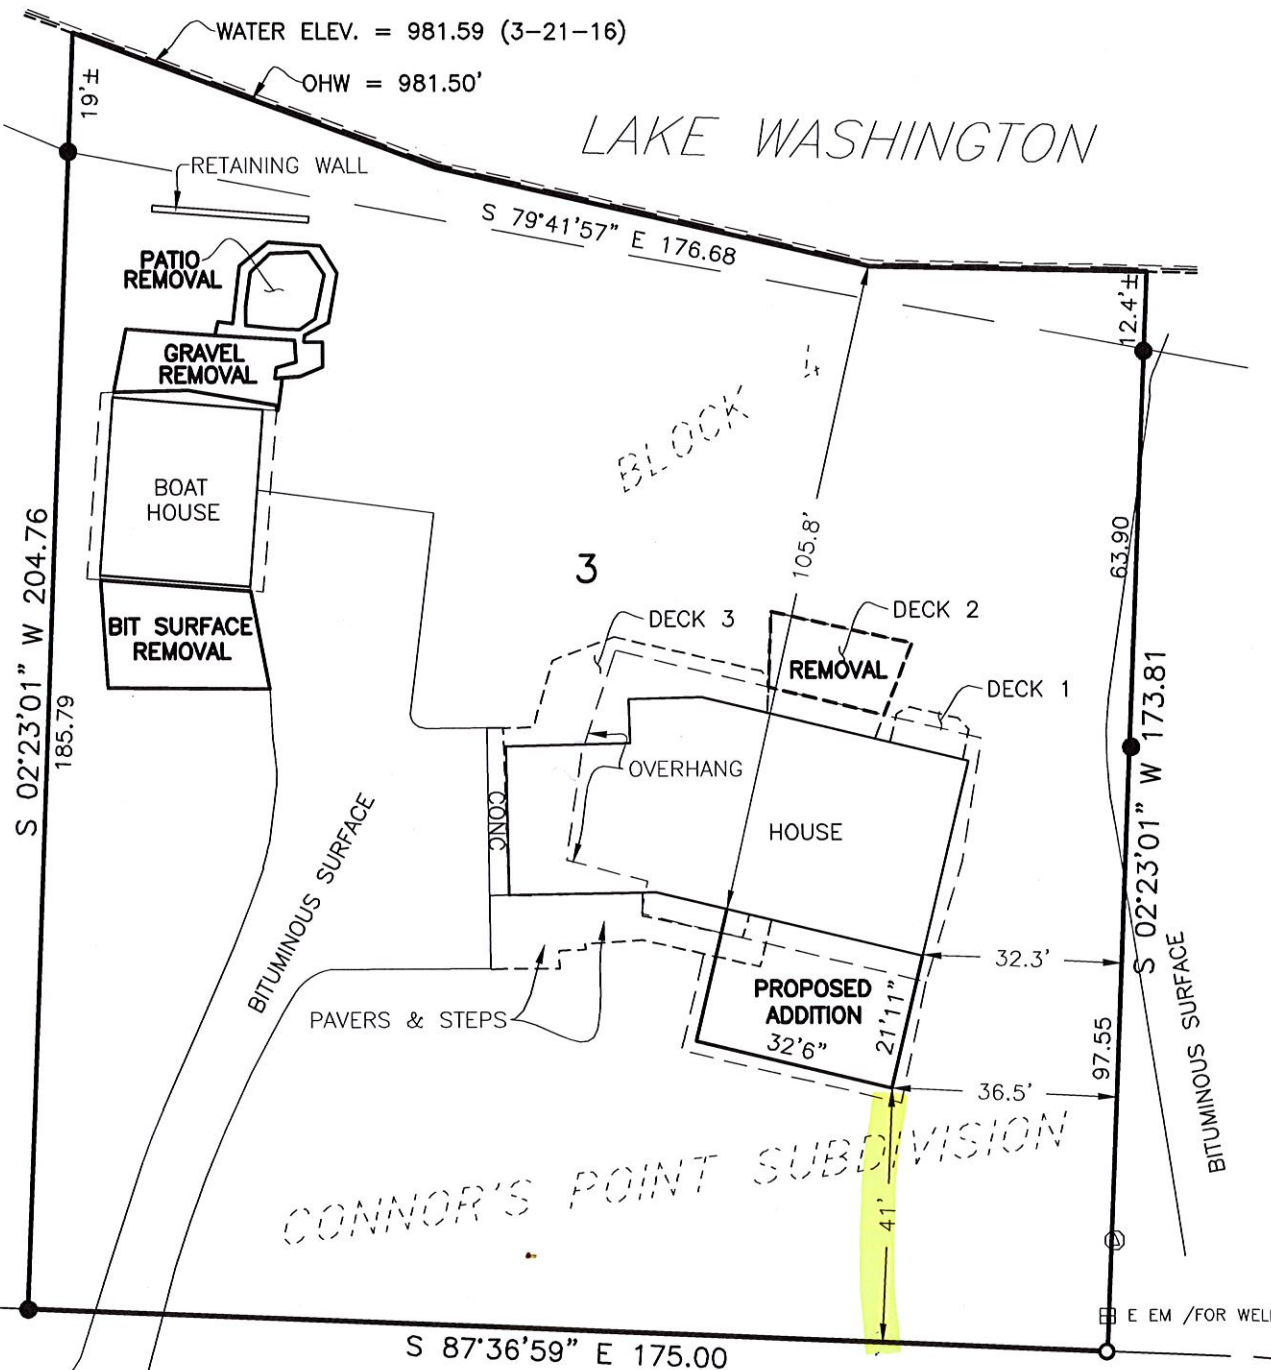 WATER ELEV. = 981.59 (3-21-16)
OHW = 981.50'
19'±
LAKE WASHINGTON
RETAINING WALL
S 79°41'57" E 176.68
PATIO
REMOVAL
12.4'±
GRAVEL
REMOVAL
BLOCK
BOAT
HOUSE
105.8'
63.90
3
S 02°23'01" W 204.76
185.79
BIT SURFACE
REMOVAL
DECK 3
DECK 2
REMOVAL
DECK 1
S 02°23'01" W 173.81
OVERHANG
CONC
HOUSE
BITUMINOUS SURFACE
32.3'
PROPOSED
ADDITION
21'11"
32'6"
PAVERS & STEPS
97.55
BITUMINOUS SURFACE
36.5'
CONNOR'S POINT SUBDIVISION
41'
E EM /FOR WELL
S 87°36'59" E 175.00